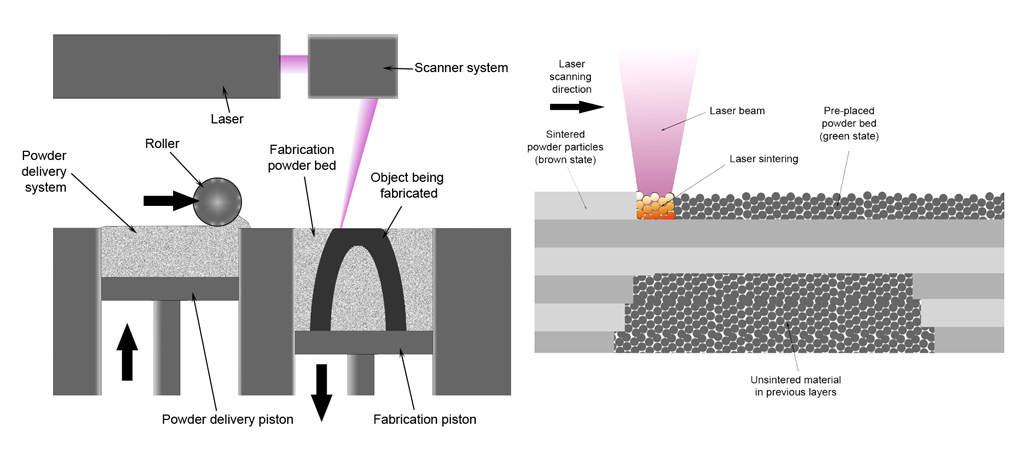 Laser
Scanner system
Powder
delivery
system
Roller
Fabrication
powder bed
Object being
fabricated
Powder delivery piston
Fabrication piston
Laser
scanning
direction
Sintered
powder particles
(brown state)
Laser beam
Laser sintering
Pre-placed
powder bed
(green state)
Unsintered material
in previous layers